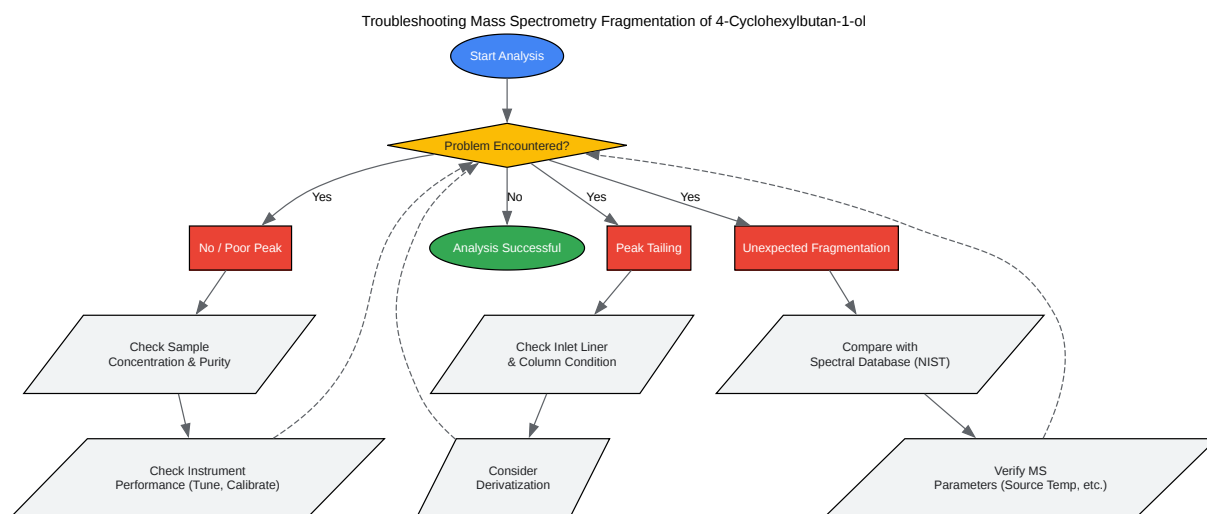 Troubleshooting Mass Spectrometry Fragmentation of 4-Cyclohexylbutan-1-ol
Start Analysis
Problem Encountered?
Yes
No
Yes
Yes
No / Poor Peak
Analysis Successful
Peak Tailing
Unexpected Fragmentation
Check Sample
Concentration & Purity
Check Inlet Liner
& Column Condition
Compare with
Spectral Database (NIST)
Check Instrument
Performance (Tune, Calibrate)
Consider
Derivatization
Verify MS
Parameters (Source Temp, etc.)